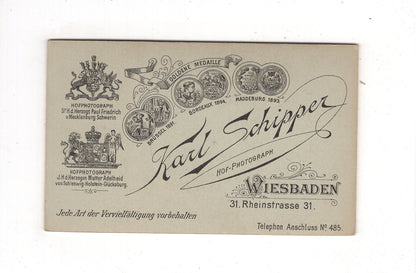 GOLDENE MEDAILLE
BRÜSSEL 1891.
BORDEAUX 1894.
MAGDEBURG 1893.
HOFPHOTOGRAPH
Sr. H. d. Herzogs Paul Friedrich
v. Mecklenburg Schwerin
HOFPHOTOGRAPH
J. H. d. Herzogin Mutter Adelheid
von Schleswig-Holstein-Glücksburg.
Karl Schipper
HOF-PHOTOGRAPH
WIESBADEN
31. Rheinstrasse 31.
Jede Art der Vervielfältigung vorbehalten
Telephon Anschluss No 485.